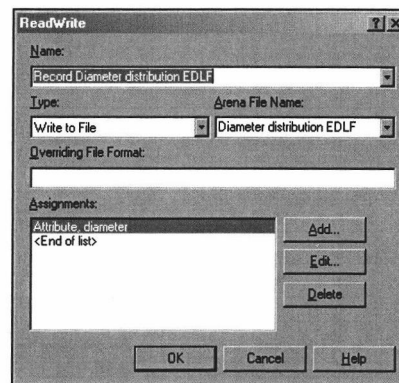 ReadWrite
Name:
Record Diameter distribution EDLF
Type: Arena File Name:
Write to File Diameter distribution EDLF
Overriding File Format:
Assignments:
Attribute, diameter
<End of list>
Add...
Edit...
Delete
OK Cancel Help